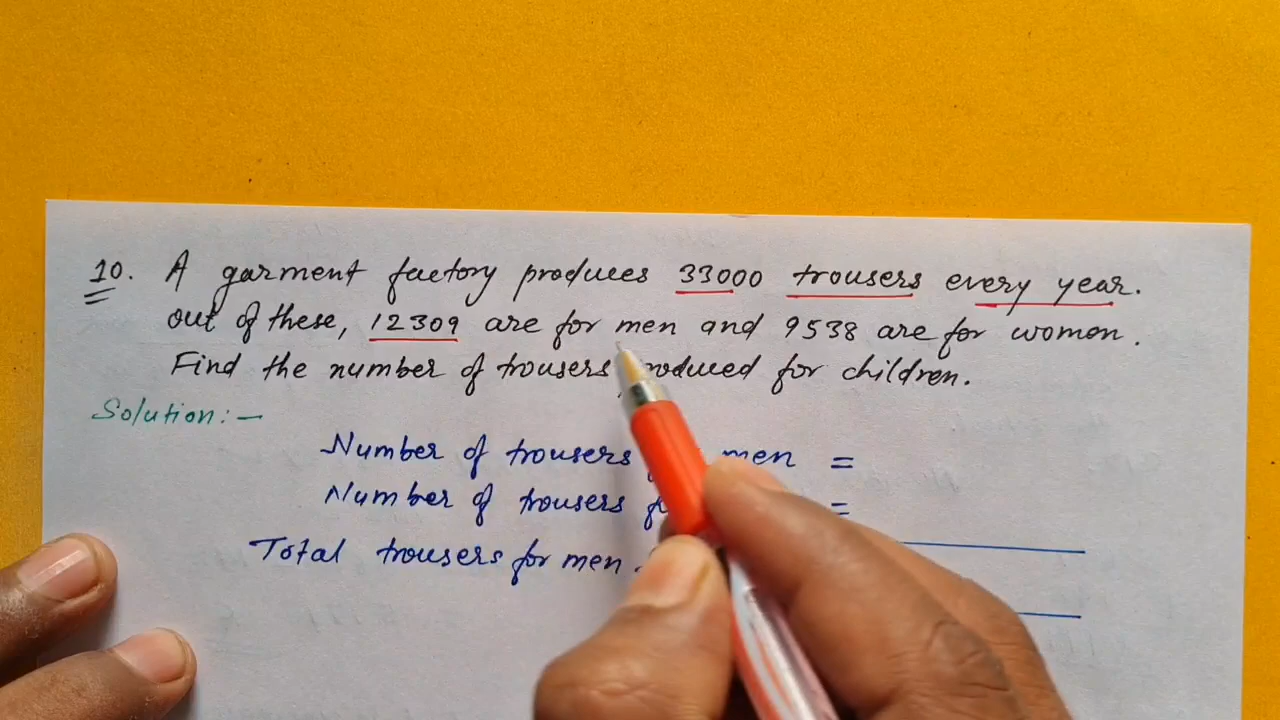 10. A garment factory produces 33000 trousers every year.
out of these, 12309 are for men and 9538 are for women.
Find the number of trousers produced for children.
Solution:-
Number of trousers men =
Number of trousers =
Total trousers for men